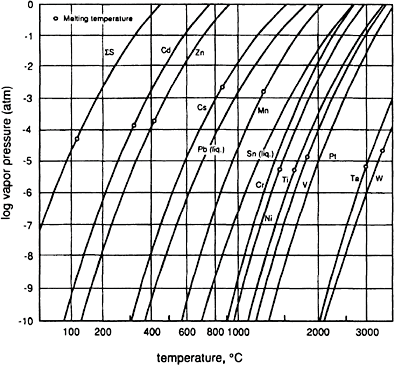 0
-1
-2
-3
-4
-5
-6
-7
-8
-9
-10
log vapor pressure (atm)
Melting temperature
ΣS
Cd
Zn
Cs
Mn
Pb (liq.)
Sn (liq.)
Cr
Ti
V
Pt
Ta
W
Ni
100 200 400 600 800 1000 2000 3000
temperature, °C